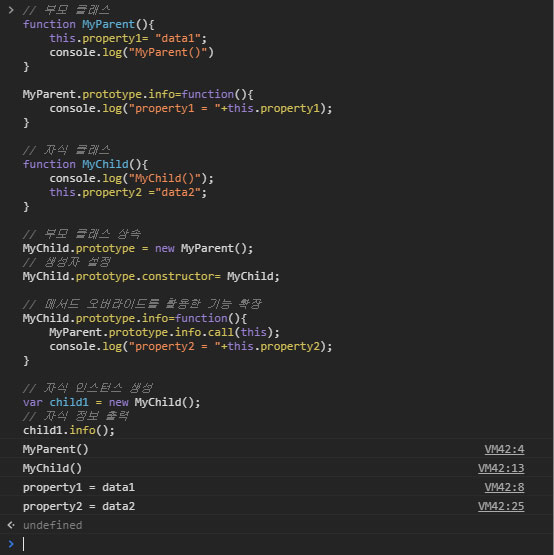 // 부모 클래스
function MyParent(){
    this.property1= "data1";
    console.log("MyParent()")
}

MyParent.prototype.info=function(){
    console.log("property1 = "+this.property1);
}

// 자식 클래스
function MyChild(){
    console.log("MyChild()");
    this.property2 ="data2";
}

// 부모 클래스 상속
MyChild.prototype = new MyParent();
// 생성자 설정
MyChild.prototype.constructor= MyChild;

// 메서드 오버라이드를 활용한 기능 확장
MyChild.prototype.info=function(){
    MyParent.prototype.info.call(this);
    console.log("property2 = "+this.property2);
}

// 자식 인스턴스 생성
var child1 = new MyChild();
// 자식 정보 출력
child1.info();
MyParent() VM42:4
MyChild() VM42:13
property1 = data1 VM42:8
property2 = data2 VM42:25
undefined